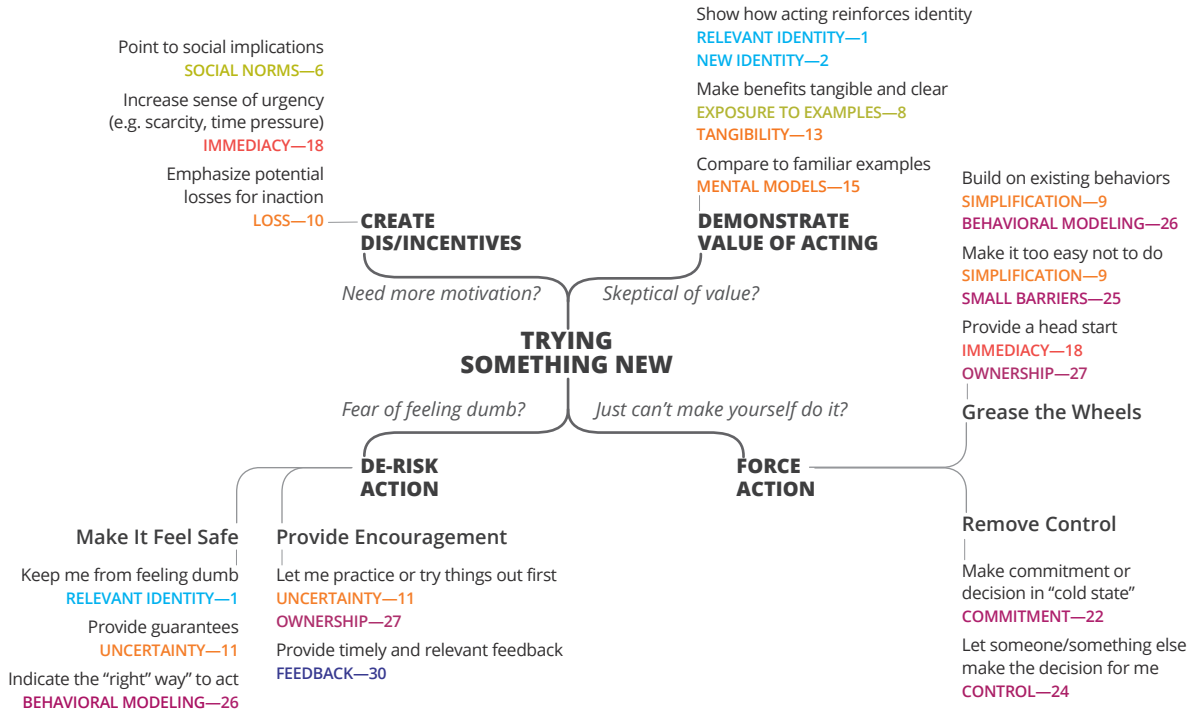 Point to social implications
SOCIAL NORMS—6
Increase sense of urgency
(e.g. scarcity, time pressure)
IMMEDIACY—18
Emphasize potential
losses for inaction
LOSS—10
CREATE
DIS/INCENTIVES
Need more motivation?
Show how acting reinforces identity
RELEVANT IDENTITY—1
NEW IDENTITY—2
Make benefits tangible and clear
EXPOSURE TO EXAMPLES—8
TANGIBILITY—13
Compare to familiar examples
MENTAL MODELS—15
DEMONSTRATE
VALUE OF ACTING
Skeptical of value?
TRYING
SOMETHING NEW
Fear of feeling dumb?
Just can’t make yourself do it?
DE-RISK
ACTION
Make It Feel Safe
Keep me from feeling dumb
RELEVANT IDENTITY—1
Provide guarantees
UNCERTAINTY—11
Indicate the “right” way” to act
BEHAVIORAL MODELING—26
Provide Encouragement
Let me practice or try things out first
UNCERTAINTY—11
OWNERSHIP—27
Provide timely and relevant feedback
FEEDBACK—30
FORCE
ACTION
Build on existing behaviors
SIMPLIFICATION—9
BEHAVIORAL MODELING—26
Make it too easy not to do
SIMPLIFICATION—9
SMALL BARRIERS—25
Provide a head start
IMMEDIACY—18
OWNERSHIP—27
Grease the Wheels
Remove Control
Make commitment or
decision in “cold state”
COMMITMENT—22
Let someone/something else
make the decision for me
CONTROL—24